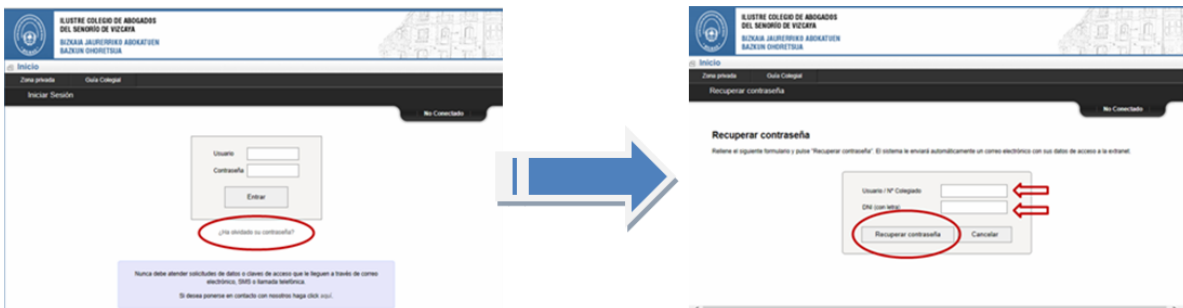 ILUSTRE COLEGIO DE ABOGADOS
DEL SENORÍO DE VIZCAYA
BIZKAIA JAURERRIKO ABOKATUEN
BAZKUN OHORETSUA
Inicio
Zona privada Guía Colegial
Iniciar Sesión
No Conectado
Usuario
Contraseña
Entrar
¿Ha olvidado su contraseña?
Nunca debe atender solicitudes de datos o claves de acceso que le lleguen a través de correo
electrónico, SMS o llamada telefónica.
Si desea ponerse en contacto con nosotros haga click aquí.
ILUSTRE COLEGIO DE ABOGADOS
DEL SENORÍO DE VIZCAYA
BIZKAIA JAURERRIKO ABOKATUEN
BAZKUN OHORETSUA
Inicio
Zona privada Guía Colegial
Recuperar contraseña
No Conectado
Recuperar contraseña
Rellene el siguiente formulario y pulse "Recuperar contraseña". El sistema le enviará automáticamente un correo electrónico con sus datos de acceso a la extranet.
Usuario / Nº Colegiado
DNI (con letra)
Recuperar contraseña Cancelar